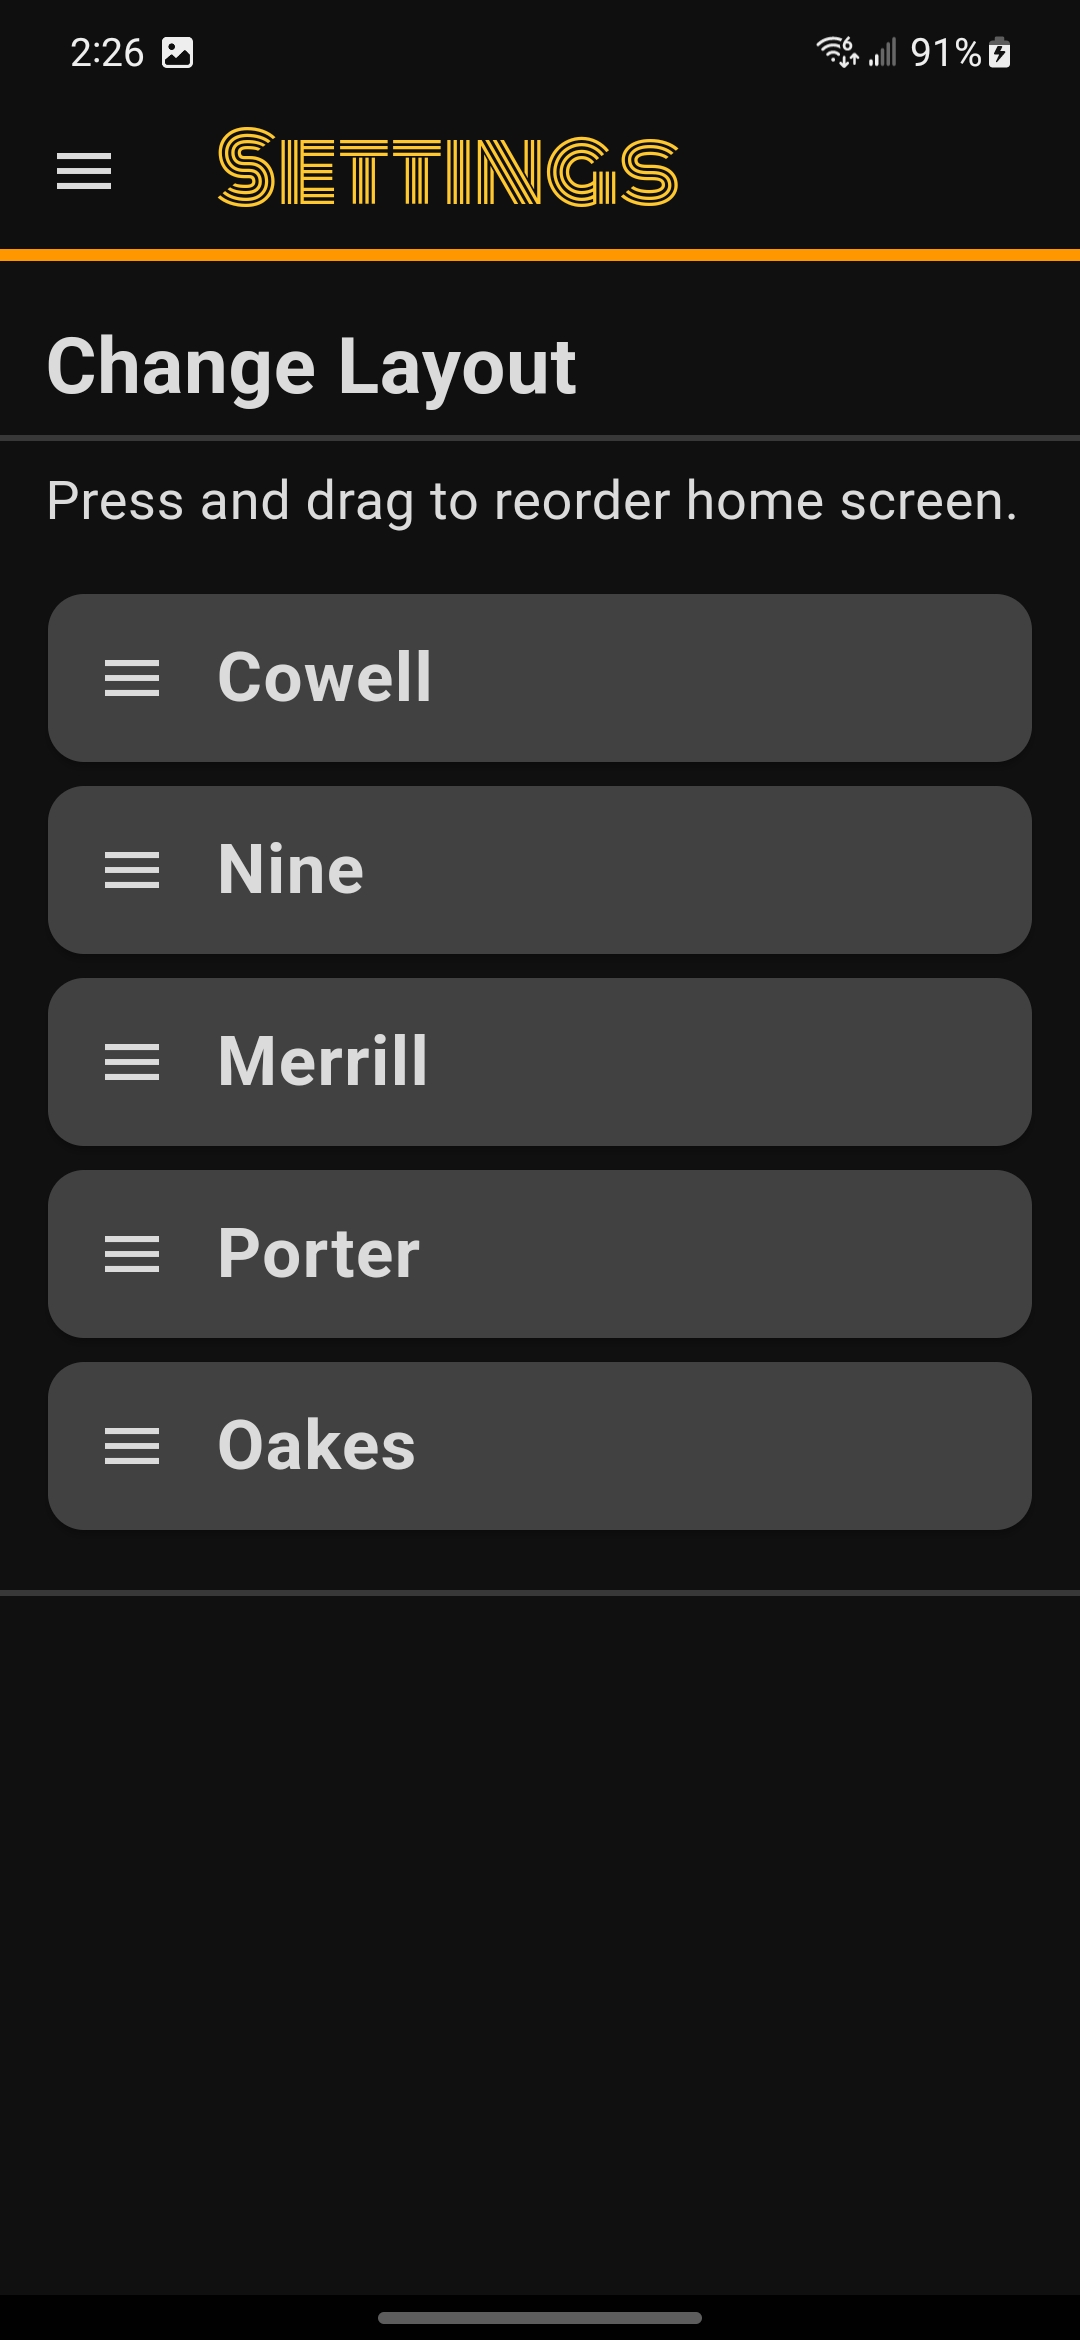 2:26 91%
SETTINGS
Change Layout
Press and drag to reorder home screen.
Cowell
Nine
Merrill
Porter
Oakes